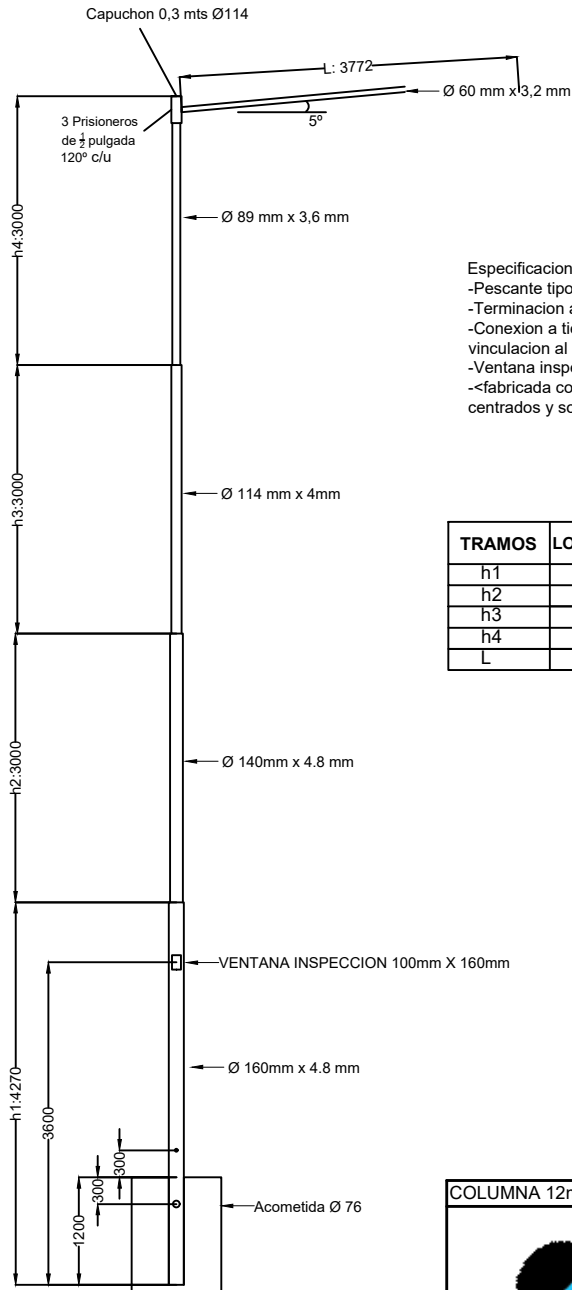 Capuchon 0,3 mts Ø114
L: 3772
Ø 60 mm x 3,2 mm
5º
3 Prisioneros
de ½ pulgada
120º c/u
h4:3000
Ø 89 mm x 3,6 mm
Especificacion
-Pescante tipo
-Terminacion a
-Conexion a tie
vinculacion al
-Ventana inspe
-<fabricada co
centrados y so
h3:3000
Ø 114 mm x 4mm
TRAMOS LO
h1
h2
h3
h4
L
h2:3000
Ø 140mm x 4.8 mm
VENTANA INSPECCION 100mm X 160mm
h1:4270
3600
Ø 160mm x 4.8 mm
300
300
1200
Acometida Ø 76
COLUMNA 12m